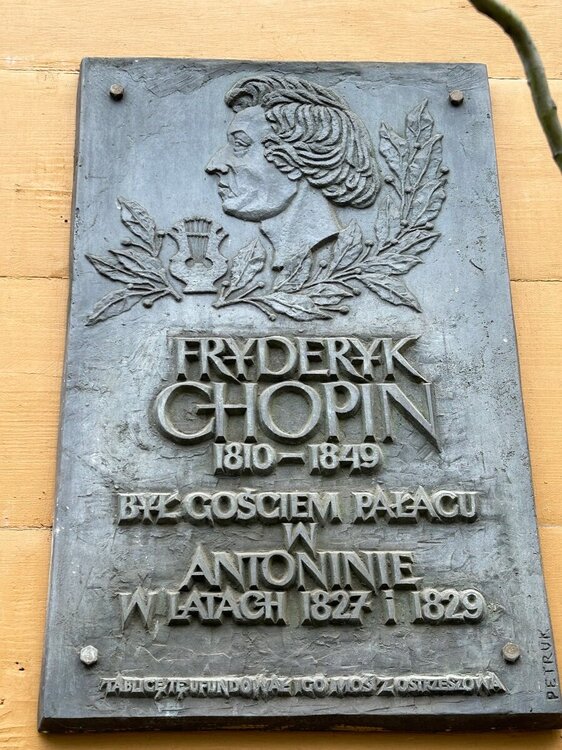 FRYDERYK
CHOPIN
1810-1849
BYŁ GOŚCIEM PAŁACU
W
ANTONINIE
W LATACH 1827 i 1829
TABLICĘ TĘ UFUNDOWAŁ
Z OSTRZESZOWA
PETRUK